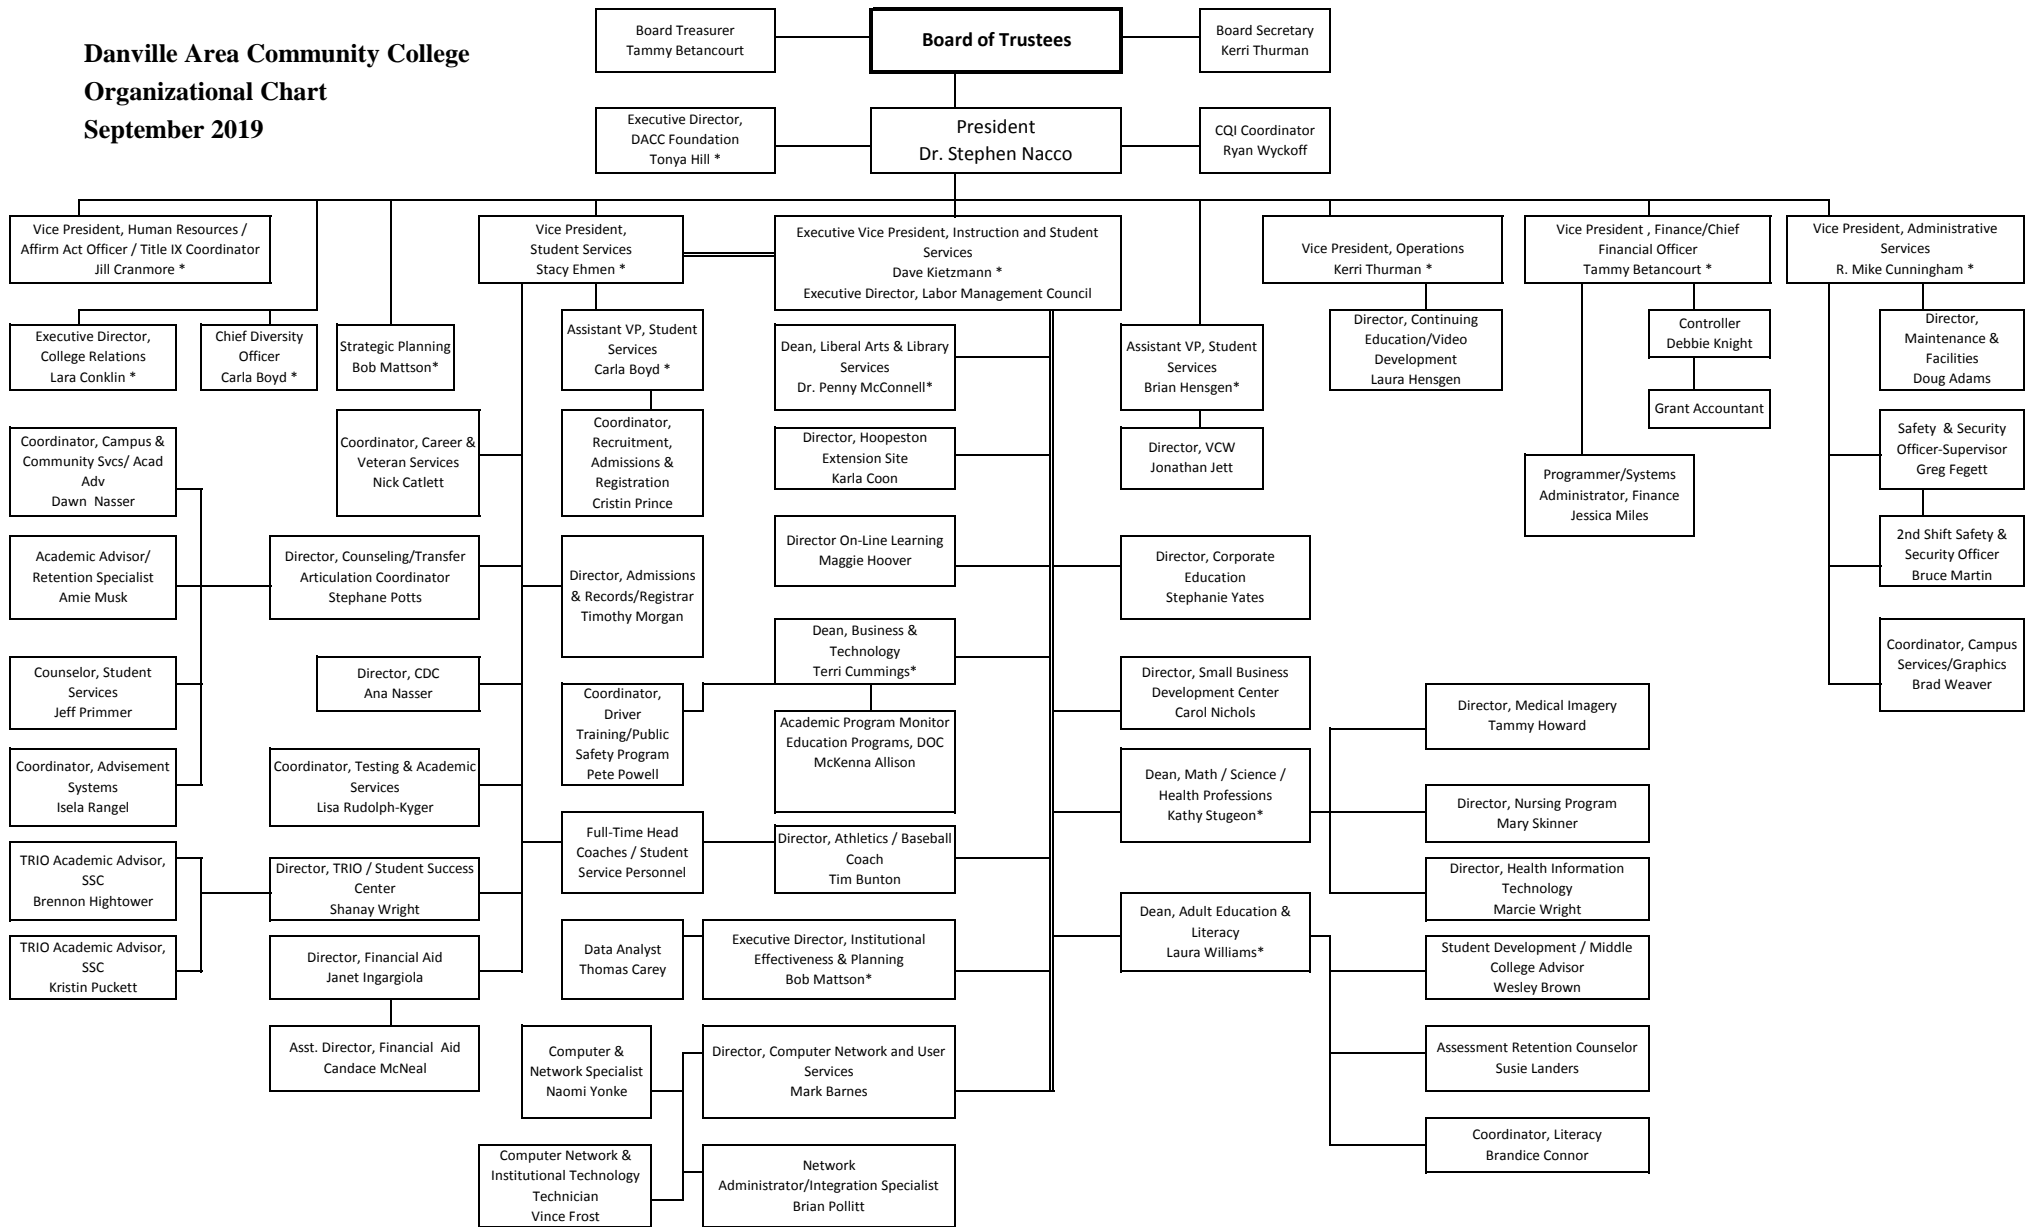 Danville Area Community College
Organizational Chart
September 2019
Board Treasurer
Tammy Betancourt
Board of Trustees
Board Secretary
Kerri Thurman
Executive Director,
DACC Foundation
Tonya Hill *
President
Dr. Stephen Nacco
CQI Coordinator
Ryan Wyckoff
Vice President, Human Resources /
Affirm Act Officer / Title IX Coordinator
Jill Cranmore *
Vice President,
Student Services
Stacy Ehmen *
Executive Vice President, Instruction and Student
Services
Dave Kietzmann *
Executive Director, Labor Management Council
Vice President, Operations
Kerri Thurman *
Vice President , Finance/Chief
Financial Officer
Tammy Betancourt *
Vice President, Administrative
Services
R. Mike Cunningham *
Executive Director,
College Relations
Lara Conklin *
Chief Diversity
Officer
Carla Boyd *
Strategic Planning
Bob Mattson*
Assistant VP, Student
Services
Carla Boyd *
Dean, Liberal Arts & Library
Services
Dr. Penny McConnell*
Assistant VP, Student
Services
Brian Hensgen*
Director, Continuing
Education/Video
Development
Laura Hensgen
Controller
Debbie Knight
Director,
Maintenance &
Facilities
Doug Adams
Grant Accountant
Coordinator, Campus &
Community Svcs/ Acad
Adv
Dawn  Nasser
Coordinator, Career &
Veteran Services
Nick Catlett
Coordinator,
Recruitment,
Admissions &
Registration
Cristin Prince
Director, Hoopeston
Extension Site
Karla Coon
Director, VCW
Jonathan Jett
Programmer/Systems
Administrator, Finance
Jessica Miles
Safety  & Security
Officer-Supervisor
Greg Fegett
Academic Advisor/
Retention Specialist
Amie Musk
Director, Counseling/Transfer
Articulation Coordinator
Stephane Potts
Director, Admissions
& Records/Registrar
Timothy Morgan
Director On-Line Learning
Maggie Hoover
Director, Corporate
Education
Stephanie Yates
2nd Shift Safety &
Security Officer
Bruce Martin
Counselor, Student
Services
Jeff Primmer
Director, CDC
Ana Nasser
Coordinator,
Driver
Training/Public
Safety Program
Pete Powell
Dean, Business &
Technology
Terri Cummings*
Academic Program Monitor
Education Programs, DOC
McKenna Allison
Director, Small Business
Development Center
Carol Nichols
Director, Medical Imagery
Tammy Howard
Coordinator, Campus
Services/Graphics
Brad Weaver
Coordinator, Advisement
Systems
Isela Rangel
Coordinator, Testing & Academic
Services
Lisa Rudolph-Kyger
Dean, Math / Science /
Health Professions
Kathy Stugeon*
Director, Nursing Program
Mary Skinner
TRIO Academic Advisor,
SSC
Brennon Hightower
Director, TRIO / Student Success
Center
Shanay Wright
Full-Time Head
Coaches / Student
Service Personnel
Director, Athletics / Baseball
Coach
Tim Bunton
Director, Health Information
Technology
Marcie Wright
TRIO Academic Advisor,
SSC
Kristin Puckett
Director, Financial Aid
Janet Ingargiola
Data Analyst
Thomas Carey
Executive Director, Institutional
Effectiveness & Planning
Bob Mattson*
Dean, Adult Education &
Literacy
Laura Williams*
Student Development / Middle
College Advisor
Wesley Brown
Asst. Director, Financial  Aid
Candace McNeal
Computer &
Network Specialist
Naomi Yonke
Director, Computer Network and User
Services
Mark Barnes
Assessment Retention Counselor
Susie Landers
Computer Network &
Institutional Technology
Technician
Vince Frost
Network
Administrator/Integration Specialist
Brian Pollitt
Coordinator, Literacy
Brandice Connor